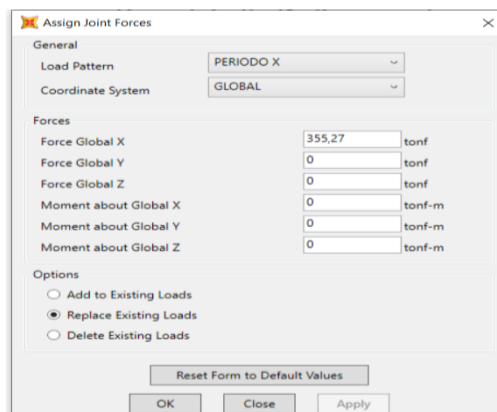 Assign Joint Forces
General
Load Pattern PERIODO X
Coordinate System GLOBAL
Forces
Force Global X 355,27 tonf
Force Global Y 0 tonf
Force Global Z 0 tonf
Moment about Global X 0 tonf-m
Moment about Global Y 0 tonf-m
Moment about Global Z 0 tonf-m
Options
Add to Existing Loads
Replace Existing Loads
Delete Existing Loads
Reset Form to Default Values
OK Close Apply